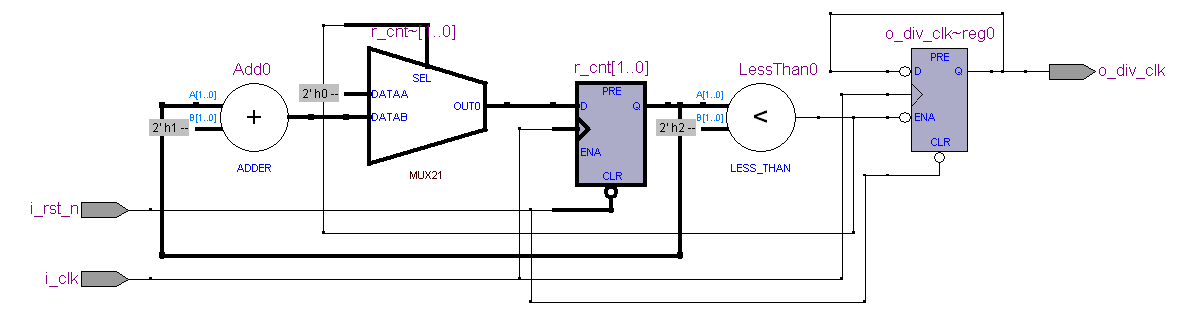 o_div_clk~reg0
r_cnt~[1..0]
Add0
SEL
r_cnt[1..0]
LessThan0
PRE
D
Q
o_div_clk
A[1..0]
B[1..0]
2' h1 --
+
ADDER
2' h0 --
DATAA
DATAB
OUT0
MUX21
PRE
D
Q
ENA
CLR
A[1..0]
B[1..0]
2' h2 --
<
LESS_THAN
ENA
CLR
i_rst_n
i_clk